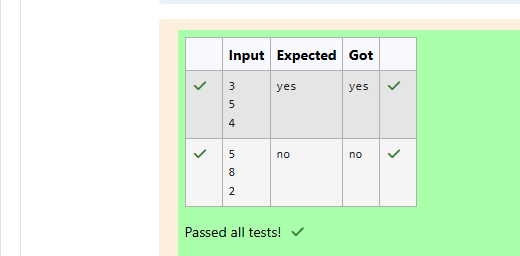 Input Expected Got
3 yes yes
5
4
5 no no
8
2
Passed all tests!